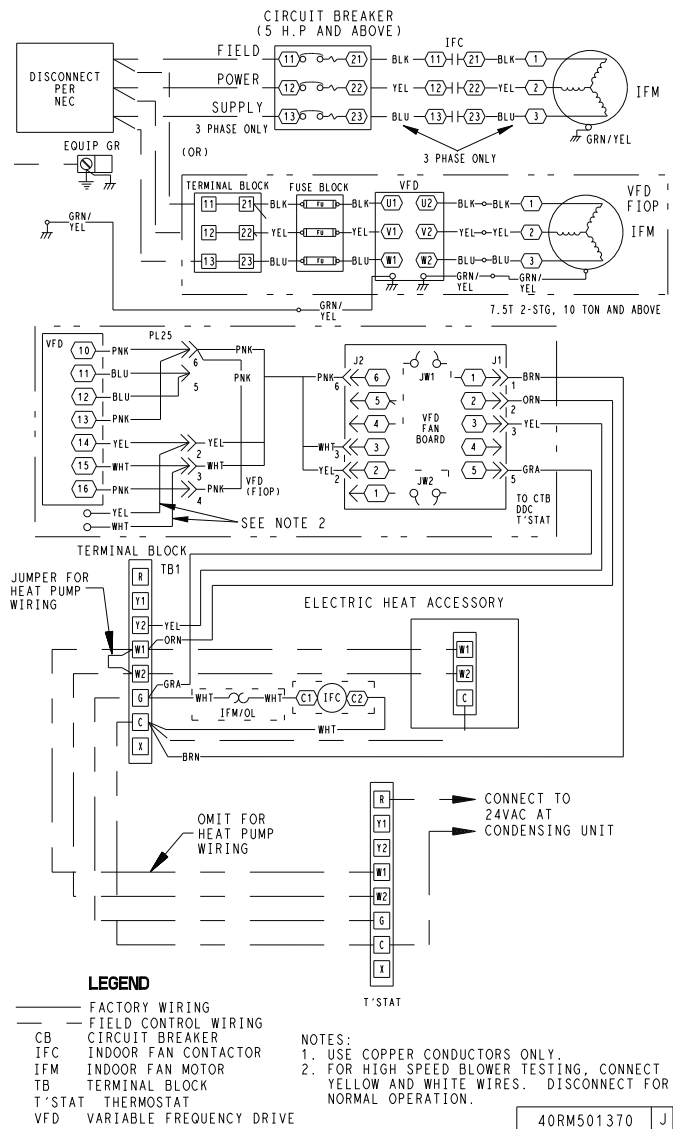 CIRCUIT BREAKER
(5 H.P AND ABOVE)
DISCONNECT
PER
NEC
FIELD 11 21 BLK IFC 11 21 BLK 1
POWER 12 22 YEL 12 22 YEL 2 IFM
SUPPLY 13 23 BLU 13 23 BLU 3
3 PHASE ONLY
GRN/YEL
3 PHASE ONLY
EQUIP GR
(OR)
TERMINAL BLOCK FUSE BLOCK VFD
VFD
FIOP
11 21 BLK FU BLK U1 U2 BLK BLK 1
12 22 YEL FU YEL V1 V2 YEL YEL 2 IFM
13 23 BLU FU BLU W1 W2 BLU BLU 3
GRN/
YEL
GRN/
YEL
GRN/
YEL
GRN/
YEL
7.5T 2-STG, 10 TON AND ABOVE
VFD PL25
10 PNK 6 PNK
11 BLU 5 PNK
12 BLU
13 PNK
14 YEL 2 YEL
15 WHT 3 WHT
16 PNK 4 PNK
VFD
(FIOP)
YEL
WHT
SEE NOTE 2
J2 JW1 J1
PNK 6 6 1 1 BRN
5 2 2 ORN
4 3 3 YEL
WHT 3 3 4
YEL 2 2 5 5 GRA
1 JW2
VFD
FAN
BOARD
TO CTB
DDC
T'STAT
TERMINAL BLOCK
TB1
JUMPER FOR
HEAT PUMP
WIRING
R
Y1
Y2 YEL
W1 ORN
W2 GRA
G WHT WHT C1 IFC C2
IFM/OL
C WHT
X BRN
ELECTRIC HEAT ACCESSORY
W1
W2
C
OMIT FOR
HEAT PUMP
WIRING
R
Y1
Y2
W1
W2
G
C
X
T'STAT
CONNECT TO
24VAC AT
CONDENSING UNIT
LEGEND
FACTORY WIRING
FIELD CONTROL WIRING
CB CIRCUIT BREAKER
IFC INDOOR FAN CONTACTOR
IFM INDOOR FAN MOTOR
TB TERMINAL BLOCK
T'STAT THERMOSTAT
VFD VARIABLE FREQUENCY DRIVE
NOTES:
1. USE COPPER CONDUCTORS ONLY.
2. FOR HIGH SPEED BLOWER TESTING, CONNECT
YELLOW AND WHITE WIRES. DISCONNECT FOR
NORMAL OPERATION.
40RM501370 J